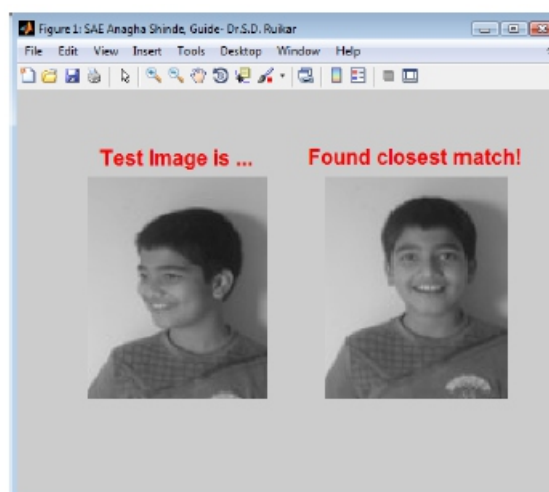 Figure 1: SAE Anagha Shinde, Guide- Dr.S.D. Ruikar
File Edit View Insert Tools Desktop Window Help
Test Image is ... Found closest match!